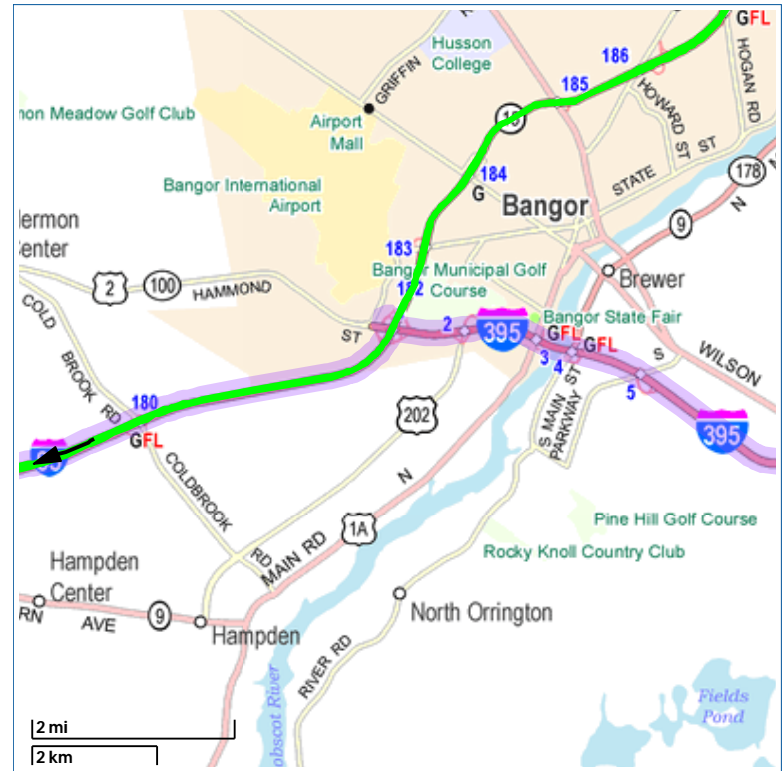 GFL
186
HOGAN RD
Husson
College
GRIFFIN
185
HOWARD ST
non Meadow Golf Club
Airport
Mall
15
ST
178
184
G
STATE
N
Bangor International
Airport
Bangor
9
lermon
Center
183
Bangor Municipal Golf
Course
Brewer
2
100
HAMMOND
182
ST
COLD
BROOK RD
2
395
GFL
Bangor State Fair
3
4
GFL
S
WILSON
5
180
GFL
202
S MAIN ST
PARKWAY
395
95
COLDBROOK
RD
N
1A
MAIN RD
Pine Hill Golf Course
Rocky Knoll Country Club
Hampden
Center
RN
AVE
9
Hampden
North Orrington
RIVER RD
obscot River
Fields
Pond
2 mi
2 km